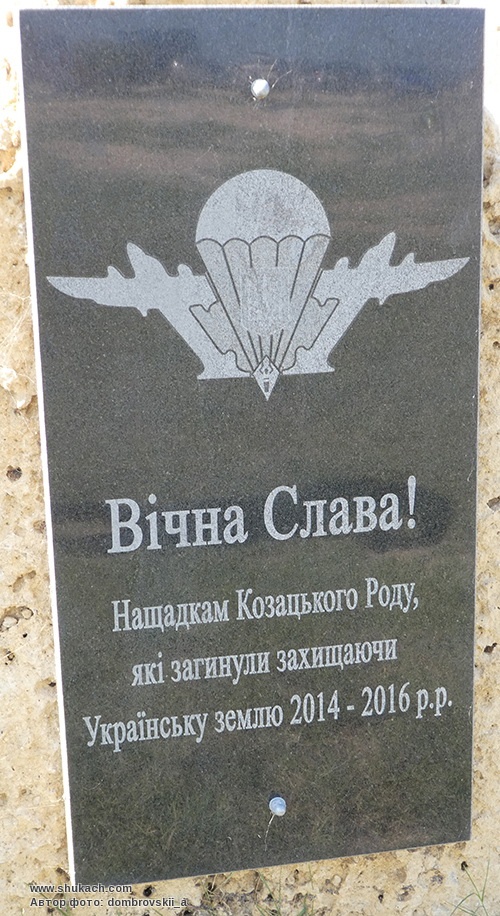 Вічна Слава!
Нащадкам Козацького Роду,
які загинули захищаючи
Українську землю 2014 - 2016 р.р.
www.shukach.com
Автор фото: dombrovskii_a